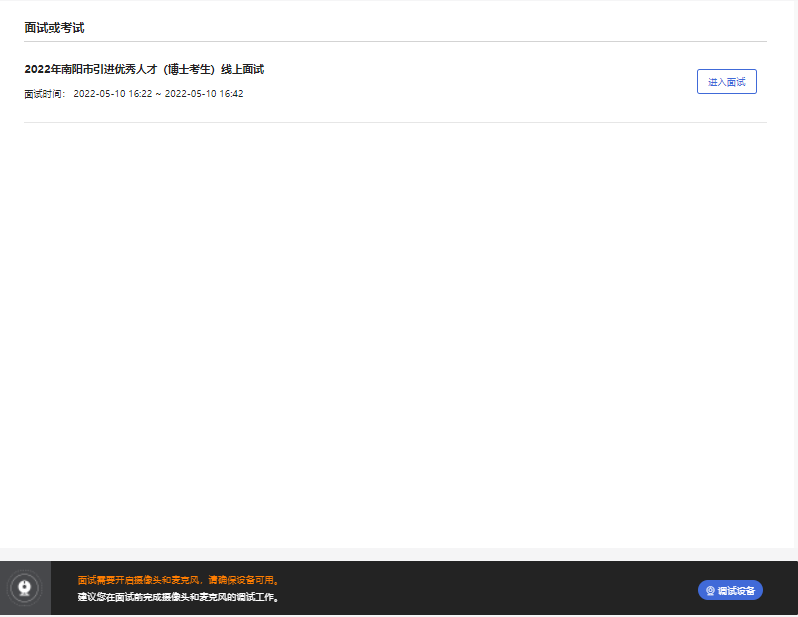 面试或考试
2022年南阳市引进优秀人才（博士考生）线上面试
面试时间： 2022-05-10 16:22 ~ 2022-05-10 16:42
进入面试
面试需要开启摄像头和麦克风，请确保设备可用。
建议您在面试前完成摄像头和麦克风的调试工作。
调试设备